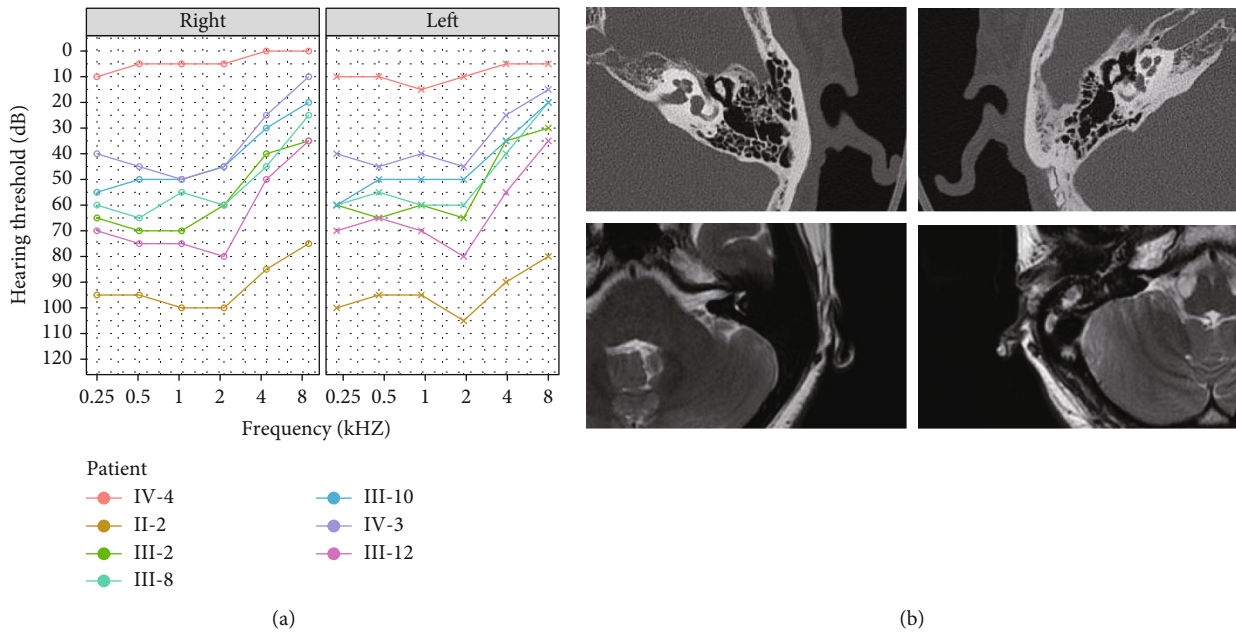 Right Left
0
10
20
30
40
50
60
70
80
90
100
110
120
Hearing threshold (dB)
0.25 0.5 1 2 4 8 0.25 0.5 1 2 4 8
Frequency (kHZ)
Patient
IV-4
II-2
III-2
III-8
III-10
IV-3
III-12
(a)
(b)